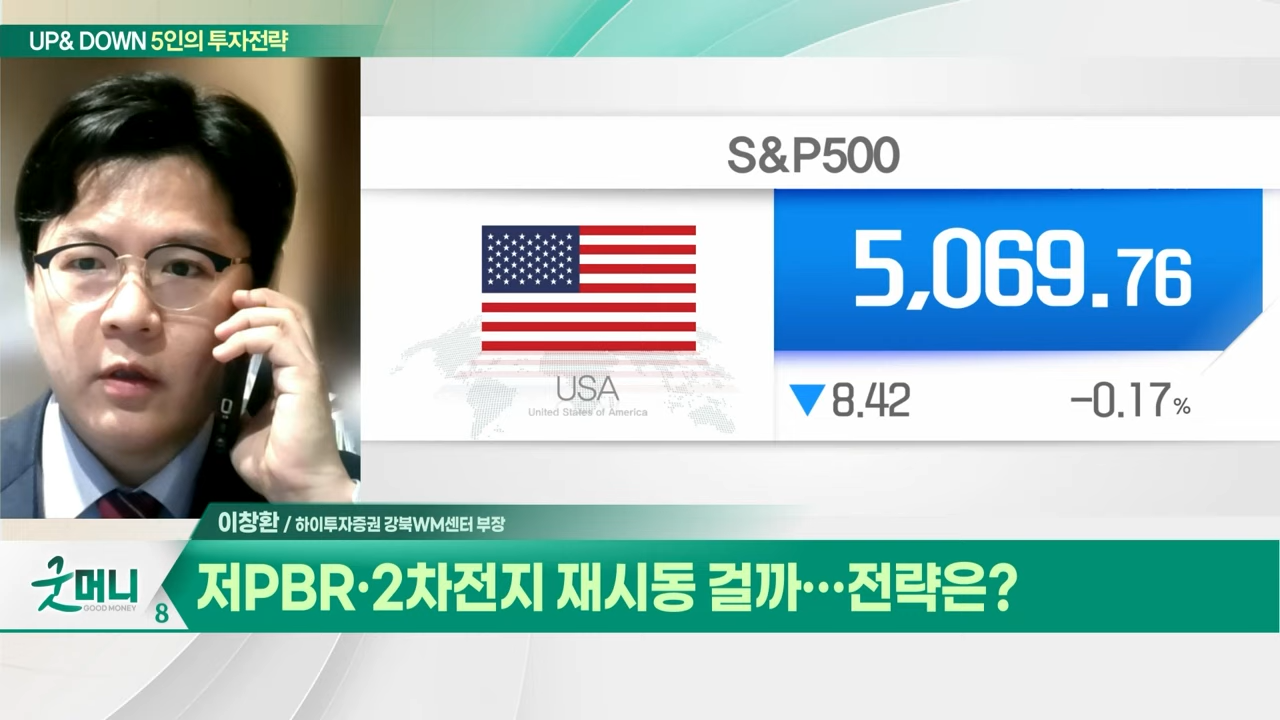 UP& DOWN 5인의 투자전략
S&P500
5,069.76
USA
United States of America
▼8.42 -0.17%
이창환 / 하이투자증권 강북WM센터 부장
굿머니
GOOD MONEY
8
저PBR·2차전지 재시동 걸까…전략은?